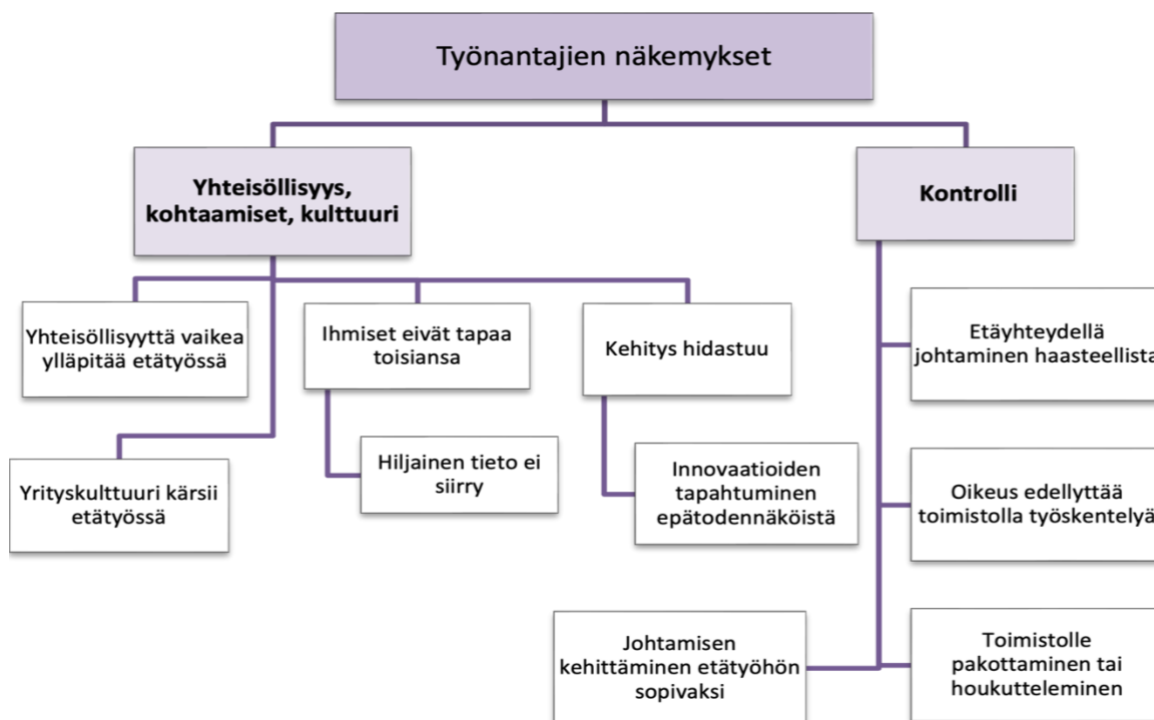 Työnantajien näkemykset
Yhteisöllisyys,
kohtaamiset, kulttuuri
Kontrolli
Yhteisöllisyyttä vaikea
ylläpitää etätyössä
Ihmiset eivät tapaa
toisiansa
Kehitys hidastuu
Etäyhteydellä
johtaminen haasteellista
Yrityskulttuuri kärsii
etätyössä
Hiljainen tieto ei
siirry
Innovaatioiden
tapahtuminen
epätodennäköistä
Oikeus edellyttää
toimistolla työskentelyä
Johtamisen
kehittäminen etätyöhön
sopivaksi
Toimistolle
pakottaminen tai
houkutteleminen